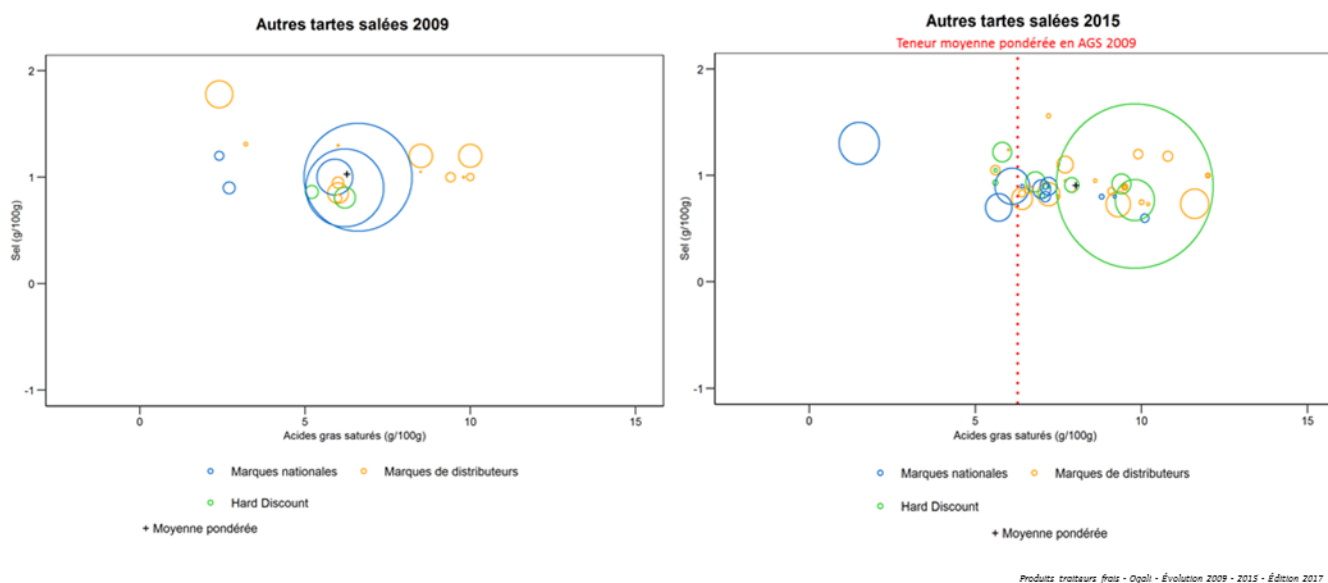 Autres tartes salées 2009
2
1
0
-1
Sel (g/100g)
0 5 10 15
Acides gras saturés (g/100g)
Marques nationales Marques de distributeurs
Hard Discount
+ Moyenne pondérée
Autres tartes salées 2015
Teneur moyenne pondérée en AGS 2009
2
1
0
-1
Sel (g/100g)
0 5 10 15
Acides gras saturés (g/100g)
Marques nationales Marques de distributeurs
Hard Discount
+ Moyenne pondérée
Produits traiteurs frais - Oqali - Évolution 2009 - 2015 - Édition 2017